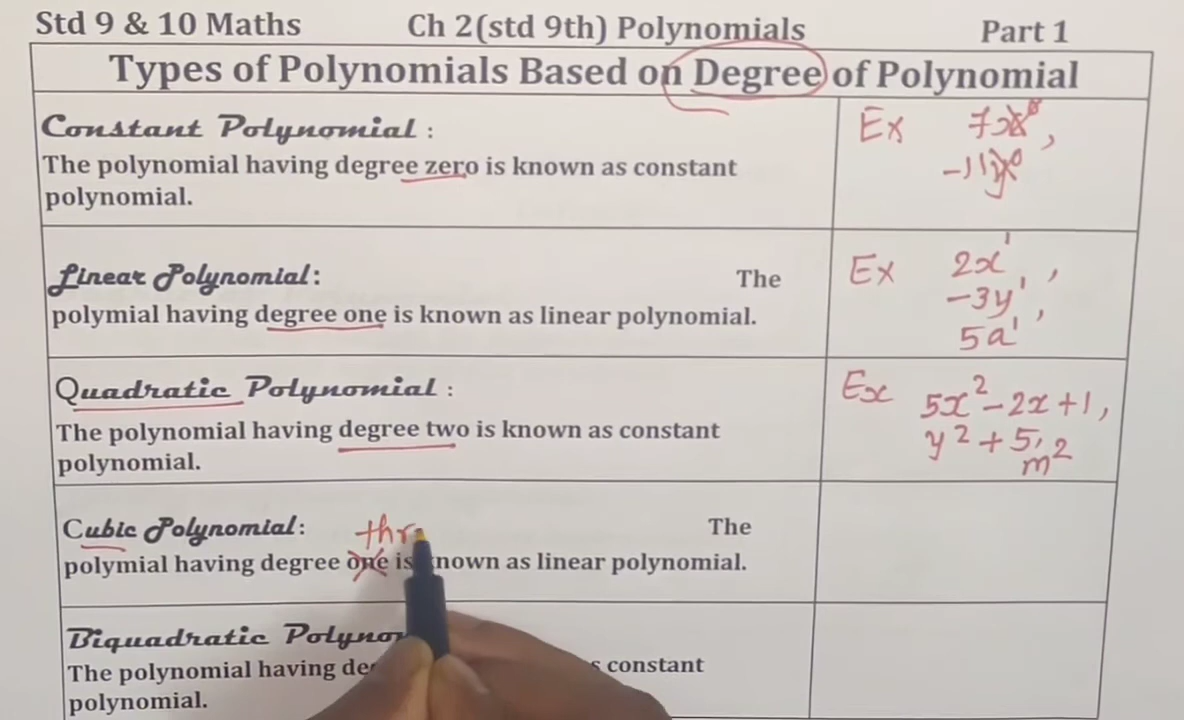 Std 9 & 10 Maths Ch 2(std 9th) Polynomials Part 1
Types of Polynomials Based on Degree of Polynomial
Constant Polynomial :
The polynomial having degree zero is known as constant
polynomial.
Ex 7x⁰,
-11y⁰
Linear Polynomial: The
polymial having degree one is known as linear polynomial.
Ex 2x¹,
-3y¹,
5a¹
Quadratic Polynomial :
The polynomial having degree two is known as constant
polynomial.
Ex 5x²-2x+1,
y²+5,
m²
Cubic Polynomial: thr The
polymial having degree one is known as linear polynomial.
Biquadratic
The polynomial having constant
polynomial.